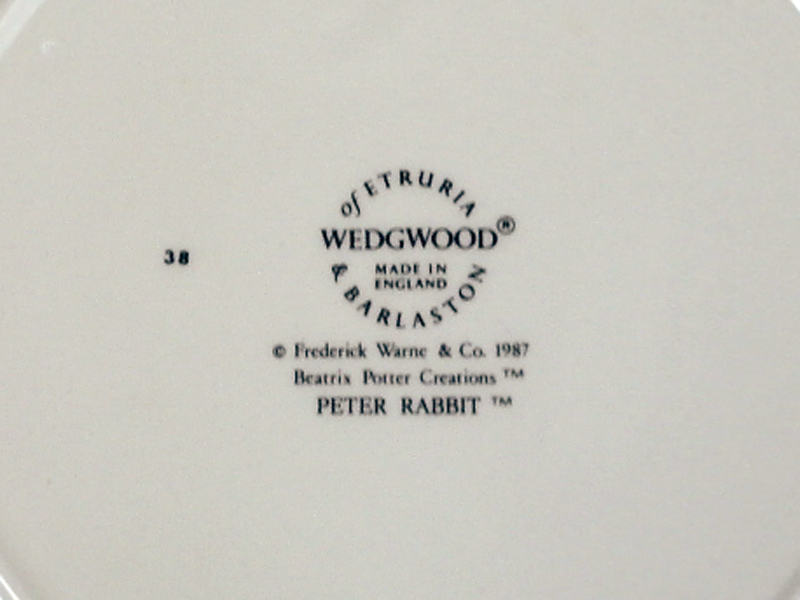 of ETRURIA
WEDGWOOD®
MADE IN
ENGLAND
& BARLASTON
38
© Frederick Warne & Co. 1987
Beatrix Potter Creations ™
PETER RABBIT ™